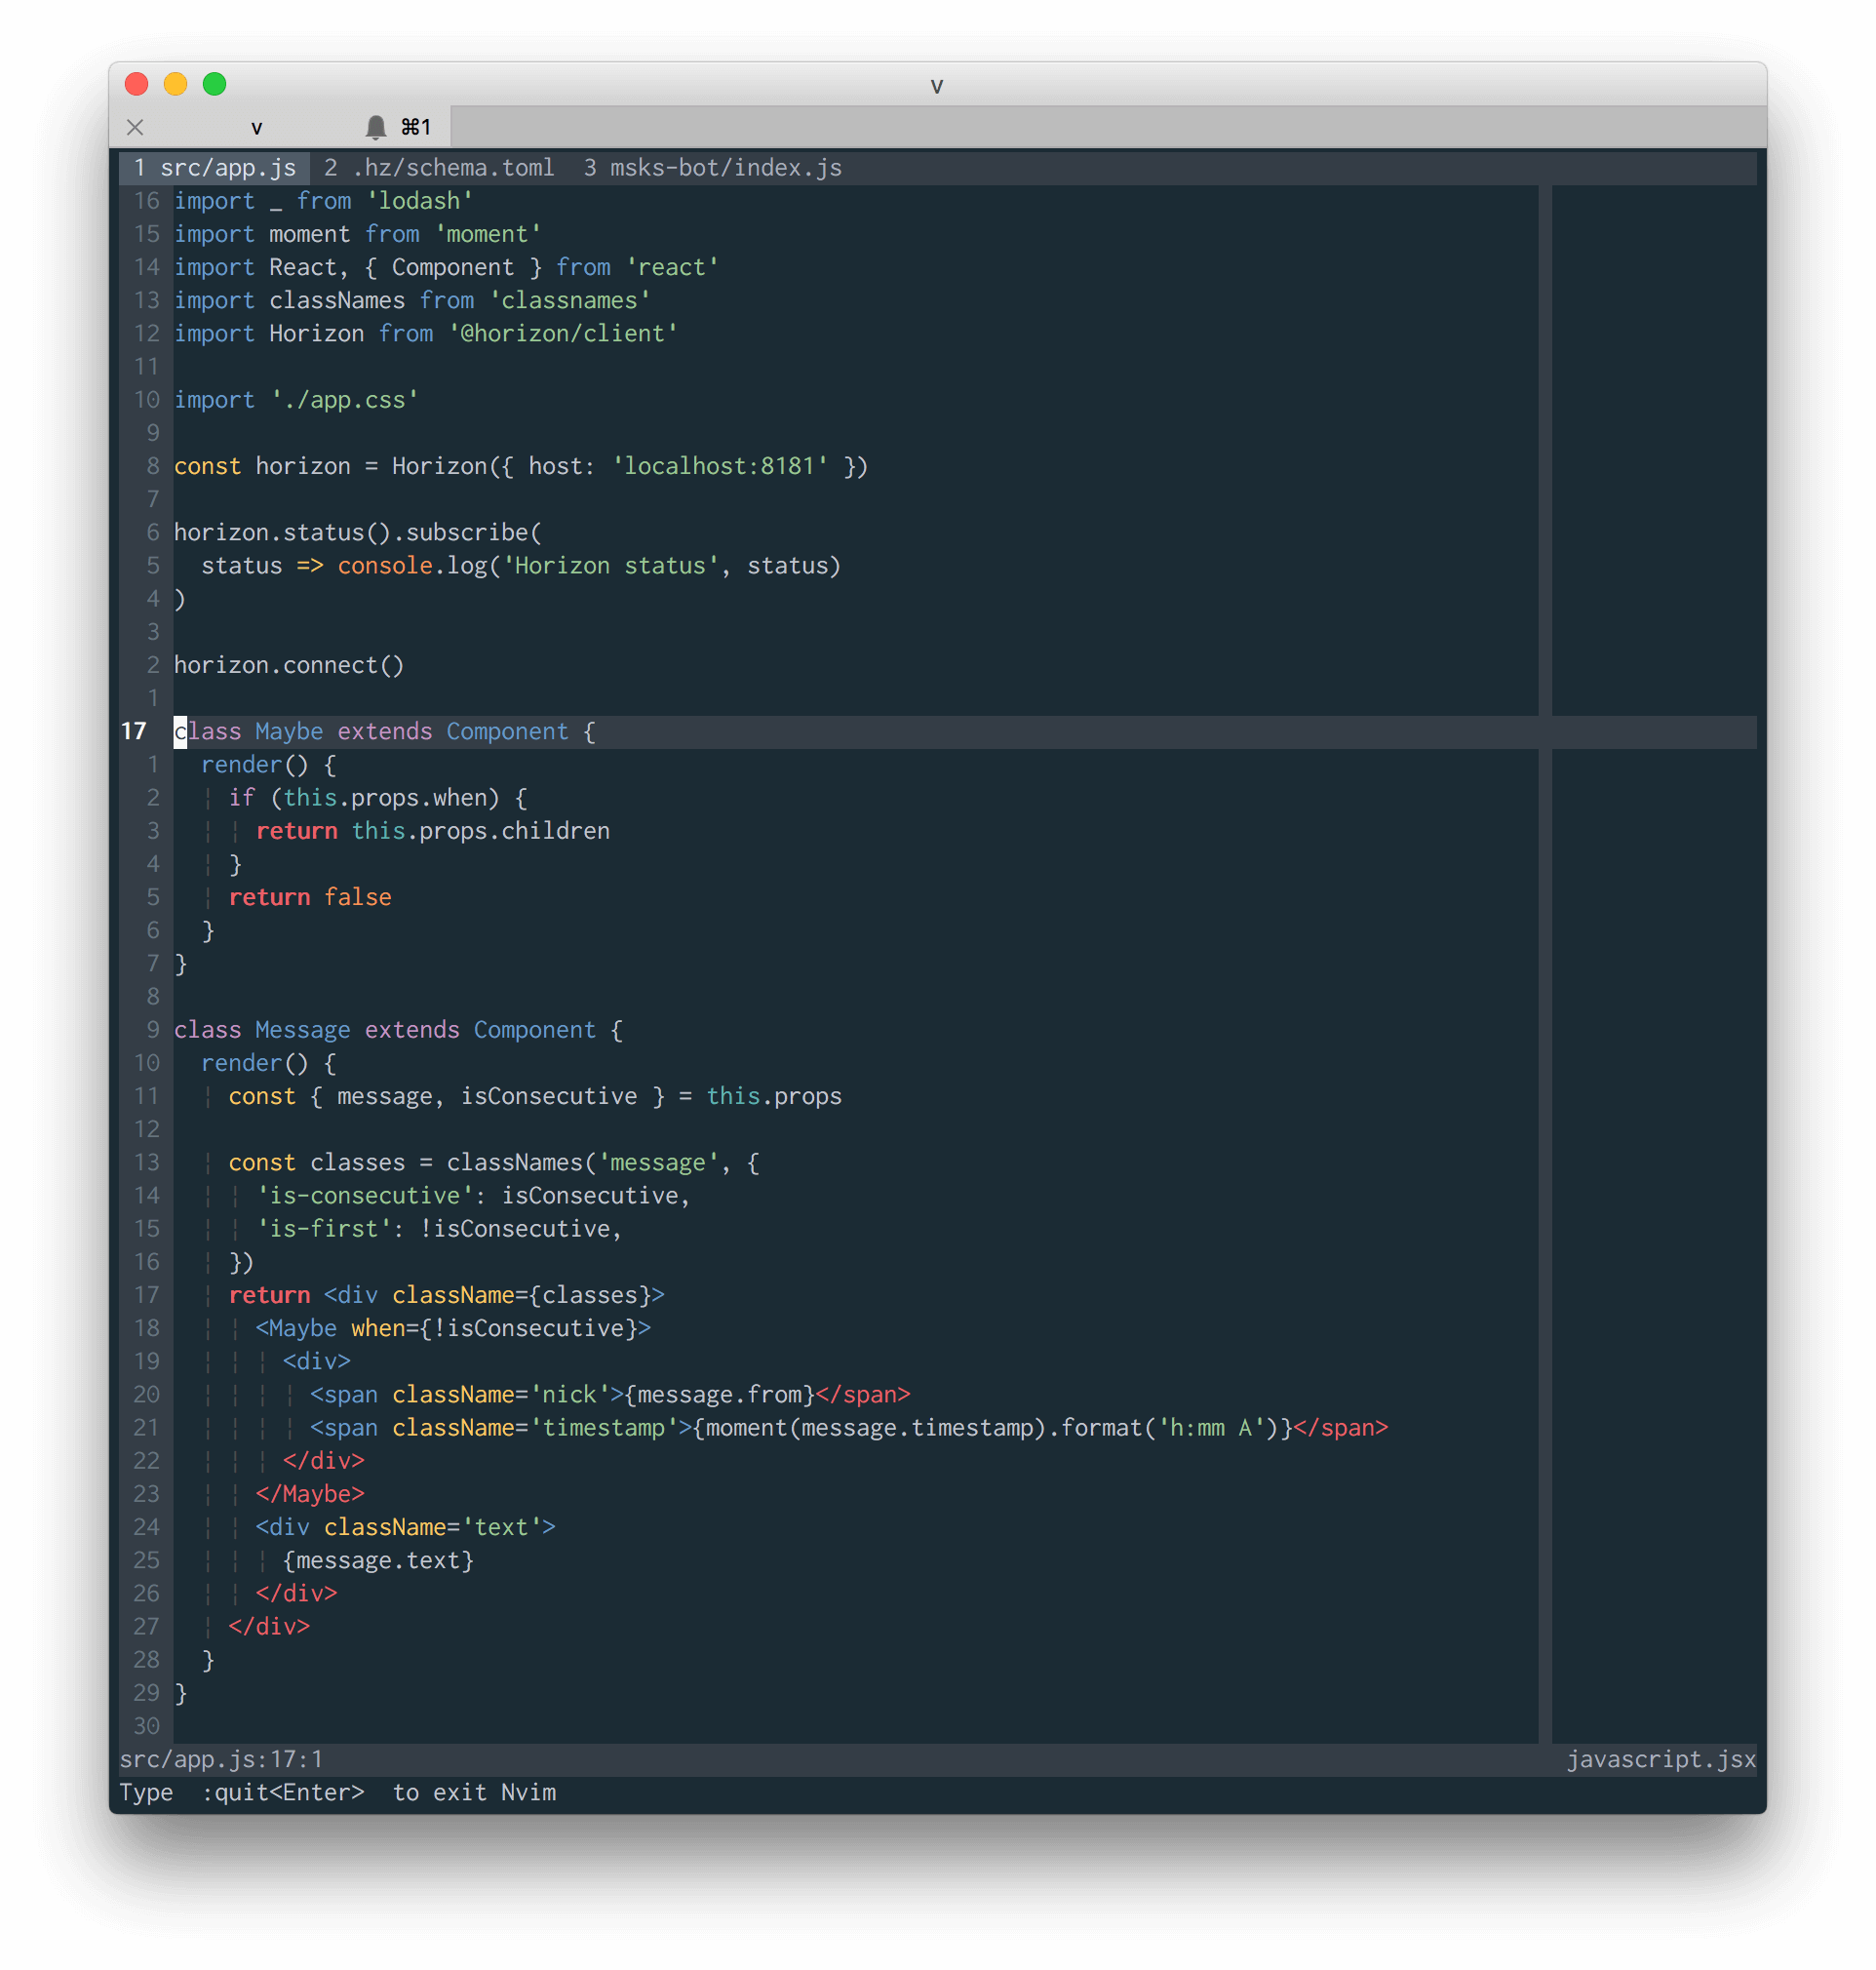 v
v ⌘1
1 src/app.js 2 .hz/schema.toml 3 msks-bot/index.js
16 import _ from 'lodash'
15 import moment from 'moment'
14 import React, { Component } from 'react'
13 import classNames from 'classnames'
12 import Horizon from '@horizon/client'
11
10 import './app.css'
9
8 const horizon = Horizon({ host: 'localhost:8181' })
7
6 horizon.status().subscribe(
5   status => console.log('Horizon status', status)
4 )
3
2 horizon.connect()
1
17 class Maybe extends Component {
1   render() {
2     if (this.props.when) {
3       return this.props.children
4     }
5     return false
6   }
7 }
8
9 class Message extends Component {
10   render() {
11     const { message, isConsecutive } = this.props
12
13     const classes = classNames('message', {
14       'is-consecutive': isConsecutive,
15       'is-first': !isConsecutive,
16     })
17     return <div className={classes}>
18       <Maybe when={!isConsecutive}>
19         <div>
20           <span className='nick'>{message.from}</span>
21           <span className='timestamp'>{moment(message.timestamp).format('h:mm A')}</span>
22         </div>
23       </Maybe>
24       <div className='text'>
25         {message.text}
26       </div>
27     </div>
28   }
29 }
30
src/app.js:17:1 javascript.jsx
Type  :quit<Enter>  to exit Nvim